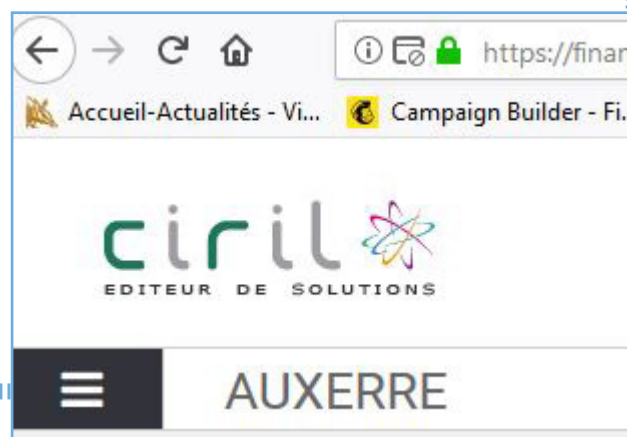 https://finan
Accueil-Actualités - Vi... Campaign Builder - Fi.
ciril
EDITEUR DE SOLUTIONS
AUXERRE